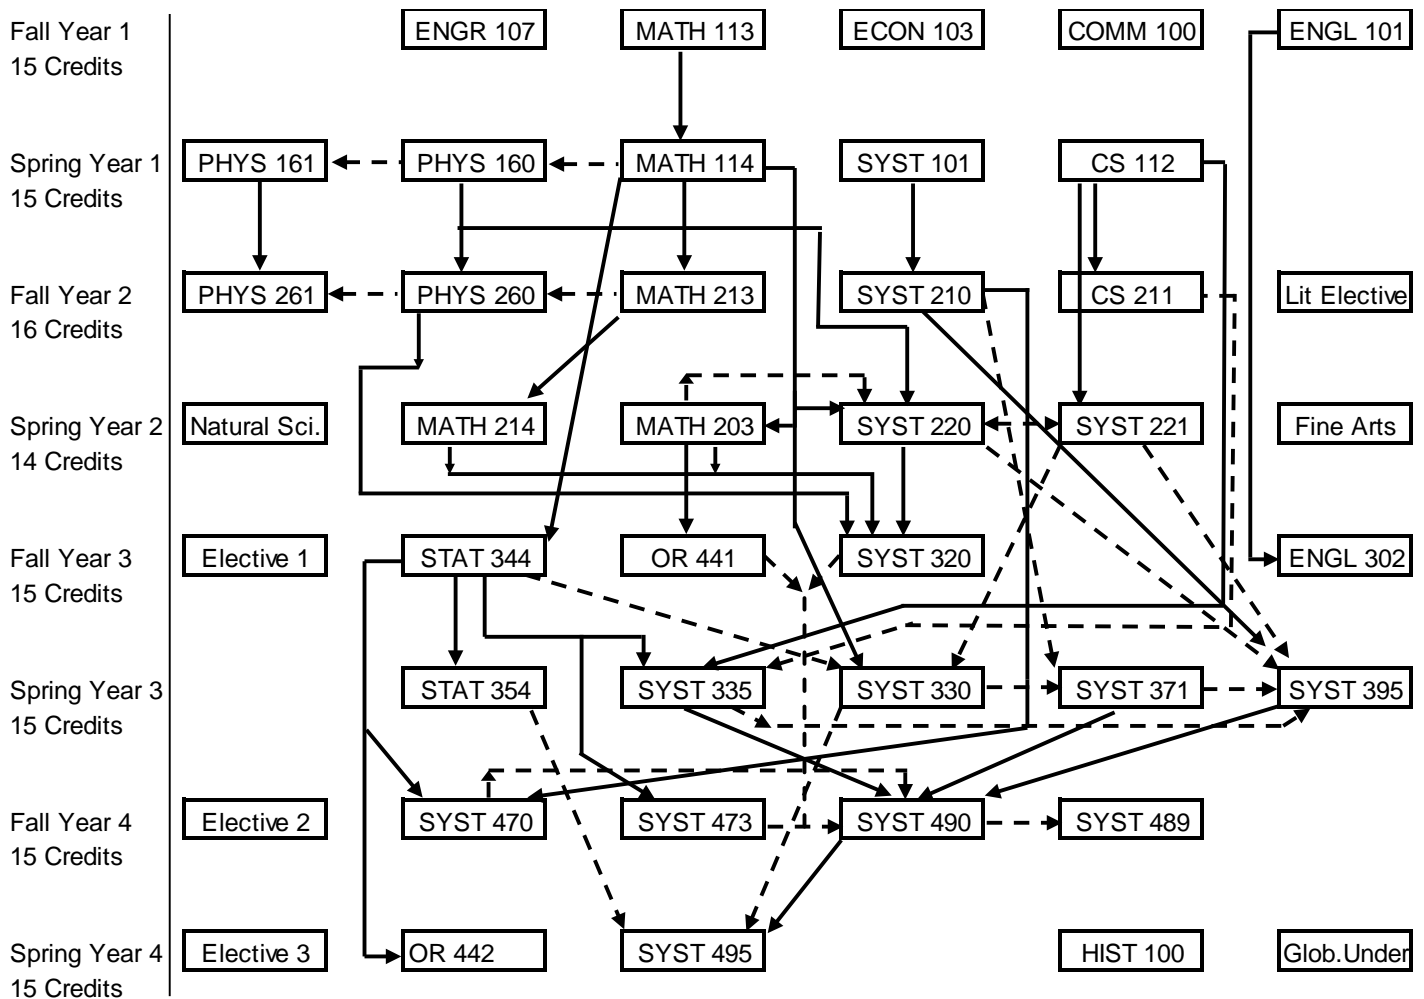 Fall Year 1
15 Credits
ENGR 107
MATH 113
ECON 103
COMM 100
ENGL 101
Spring Year 1
15 Credits
PHYS 161
PHYS 160
MATH 114
SYST 101
CS 112
Fall Year 2
16 Credits
PHYS 261
PHYS 260
MATH 213
SYST 210
CS 211
Lit Elective
Spring Year 2
14 Credits
Natural Sci.
MATH 214
MATH 203
SYST 220
SYST 221
Fine Arts
Fall Year 3
15 Credits
Elective 1
STAT 344
OR 441
SYST 320
ENGL 302
Spring Year 3
15 Credits
STAT 354
SYST 335
SYST 330
SYST 371
SYST 395
Fall Year 4
15 Credits
Elective 2
SYST 470
SYST 473
SYST 490
SYST 489
Spring Year 4
15 Credits
Elective 3
OR 442
SYST 495
HIST 100
Glob.Under